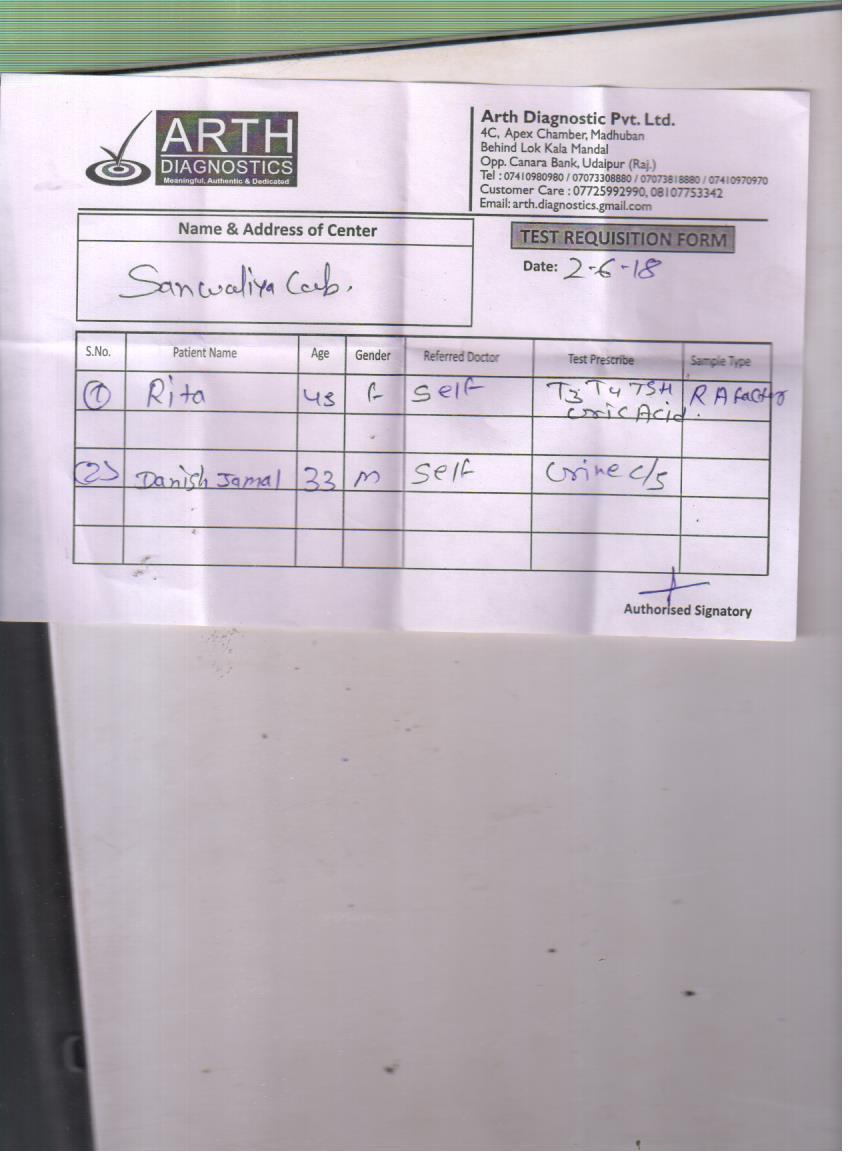 ARTH
DIAGNOSTICS
Meaningful, Authentic & Dedicated
Arth Diagnostic Pvt. Ltd.
4C, Apex Chamber, Madhuban
Behind Lok Kala Mandal
Opp. Canara Bank, Udaipur (Raj.)
Tel : 07410980980 / 07073308880 / 07073818880 / 07410970970
Customer Care : 07725992990, 08107753342
Email: arth.diagnostics.gmail.com
Name & Address of Center
TEST REQUISITION FORM
Date: 2-6-18
Sanwaliya Lab.
S.No. Patient Name Age Gender Referred Doctor Test Prescribe Sample Type
1 Rita f Self T3 T4 TSH RA factor
Uric Acid.
2 Danish Jamal 33 m Self Urine c/s
Authorised Signatory